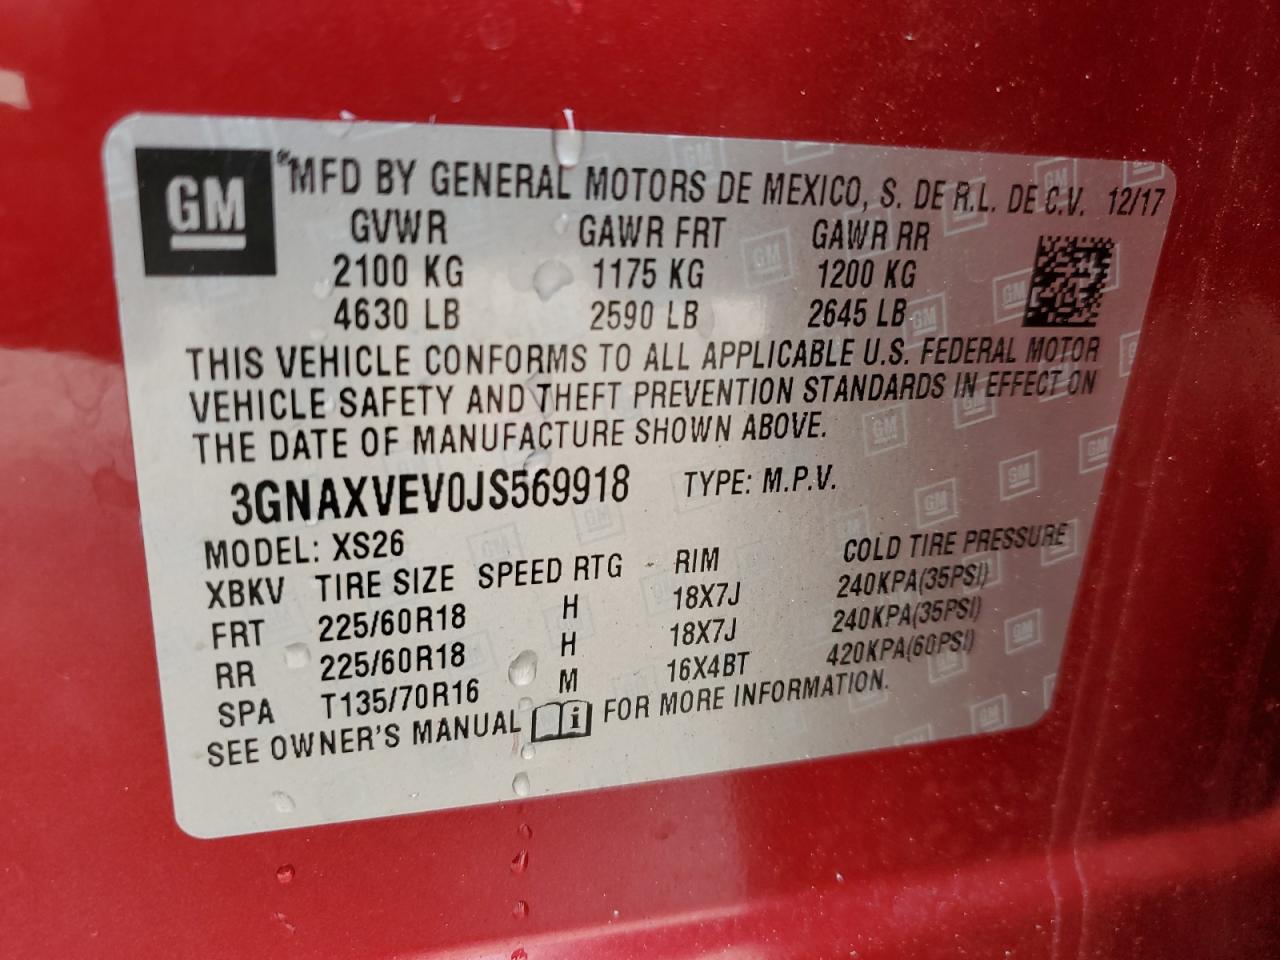 GM
®MFD BY GENERAL MOTORS DE MEXICO, S. DE R.L. DE C.V. 12/17
GVWR GAWR FRT GAWR RR
2100 KG 1175 KG 1200 KG
4630 LB 2590 LB 2645 LB
THIS VEHICLE CONFORMS TO ALL APPLICABLE U.S. FEDERAL MOTOR
VEHICLE SAFETY AND THEFT PREVENTION STANDARDS IN EFFECT ON
THE DATE OF MANUFACTURE SHOWN ABOVE.
3GNAXVEV0JS569918 TYPE: M.P.V.
MODEL: XS26
XBKV TIRE SIZE SPEED RTG RIM COLD TIRE PRESSURE
FRT 225/60R18 H 18X7J 240KPA(35PSI)
RR 225/60R18 H 18X7J 240KPA(35PSI)
SPA T135/70R16 M 16X4BT 420KPA(60PSI)
SEE OWNER'S MANUAL FOR MORE INFORMATION.